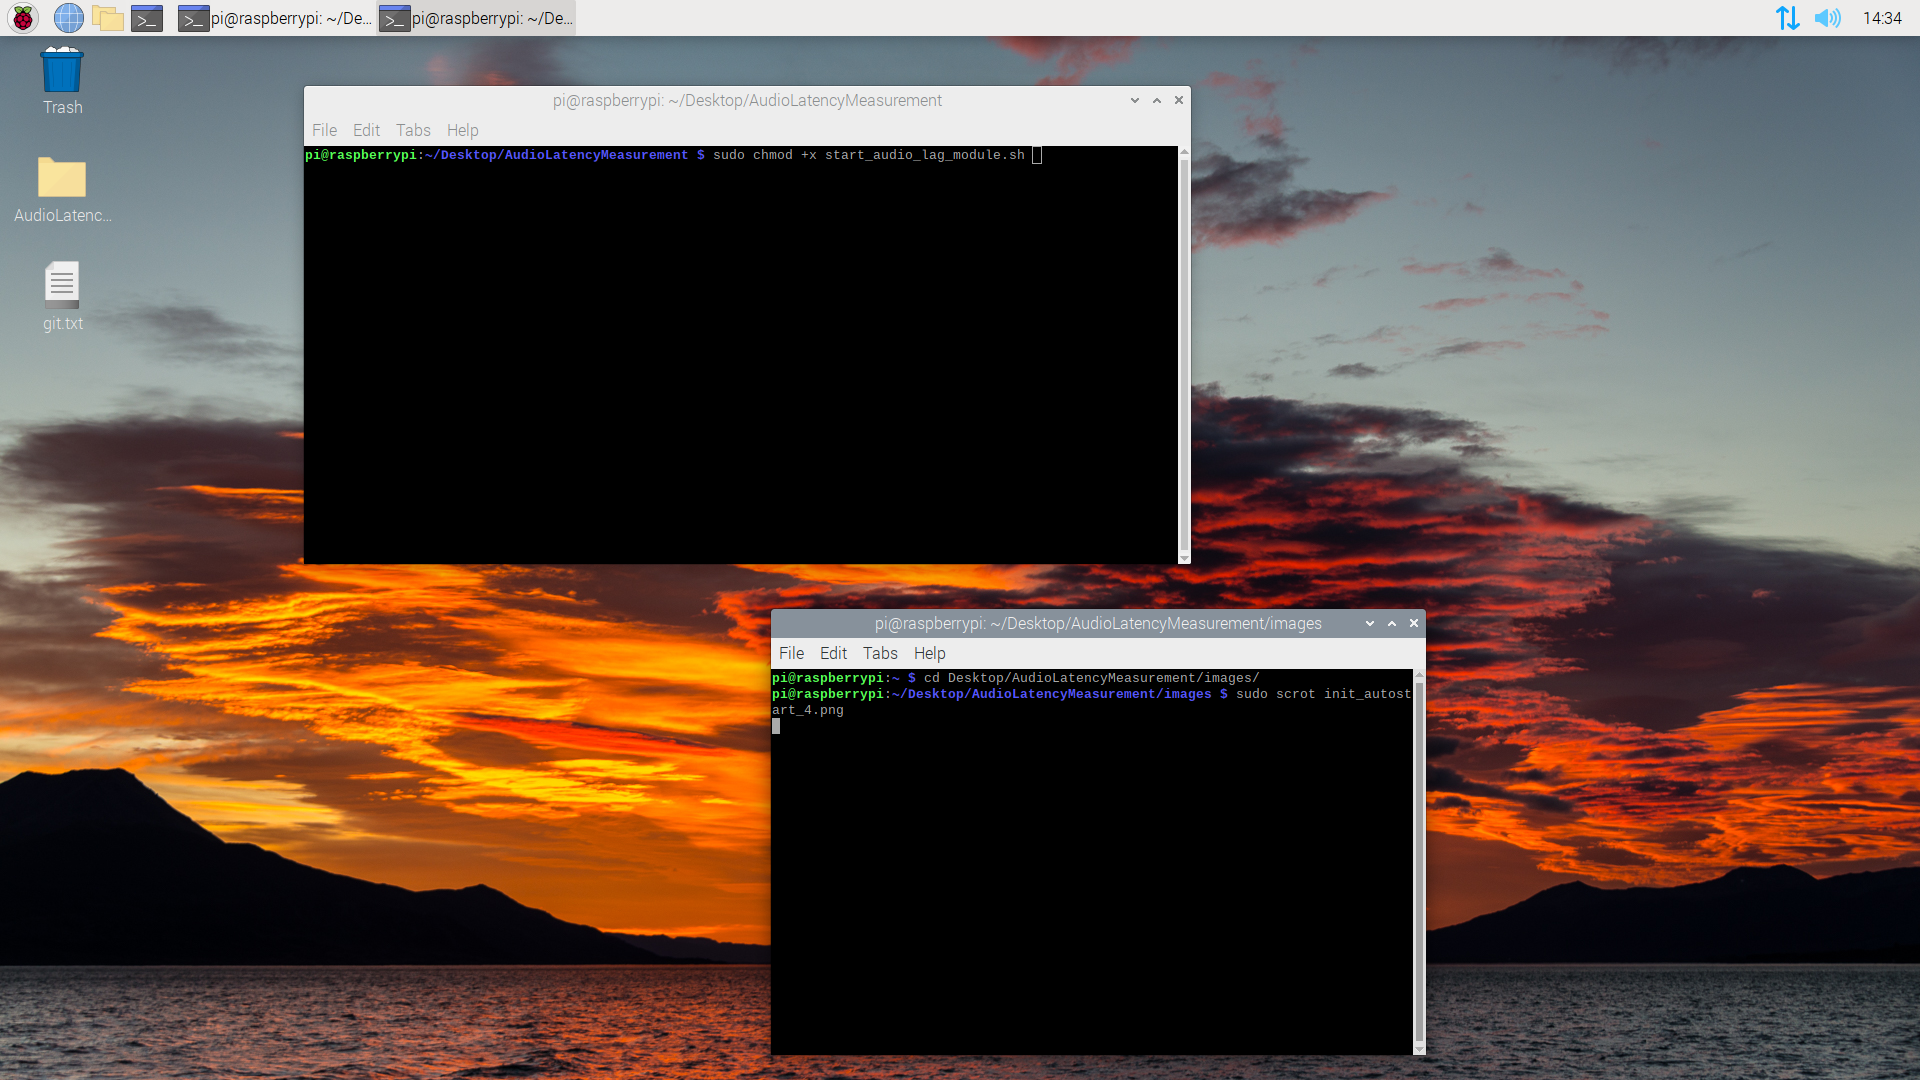 pi@raspberrypi: ~/De...
pi@raspberrypi: ~/De...
14:34
Trash
AudioLatenc...
git.txt
pi@raspberrypi: ~/Desktop/AudioLatencyMeasurement
File Edit Tabs Help
pi@raspberrypi:~/Desktop/AudioLatencyMeasurement $ sudo chmod +x start_audio_lag_module.sh
pi@raspberrypi: ~/Desktop/AudioLatencyMeasurement/images
File Edit Tabs Help
pi@raspberrypi:~ $ cd Desktop/AudioLatencyMeasurement/images/
pi@raspberrypi:~/Desktop/AudioLatencyMeasurement/images $ sudo scrot init_autost
art_4.png